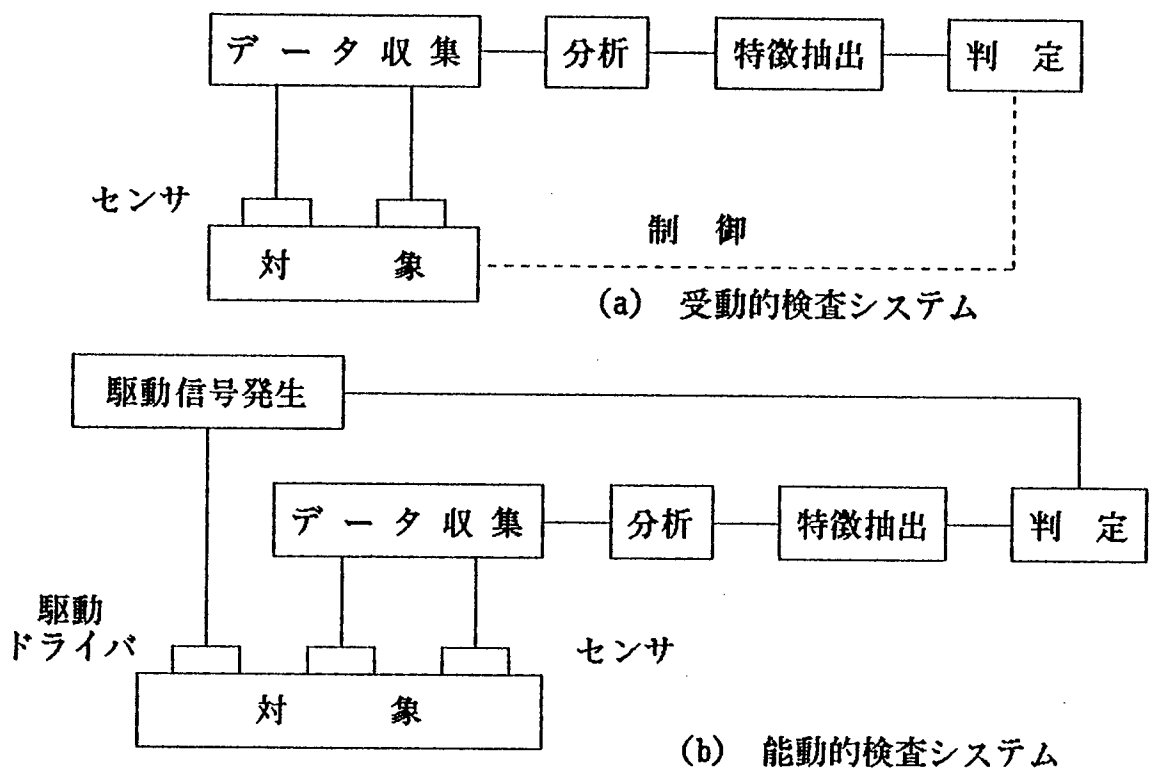 データ収集 分析 特徴抽出 判定
センサ
対象
制御
(a) 受動的検査システム
駆動信号発生
データ収集 分析 特徴抽出 判定
駆動
ドライバ
センサ
対象
(b) 能動的検査システム